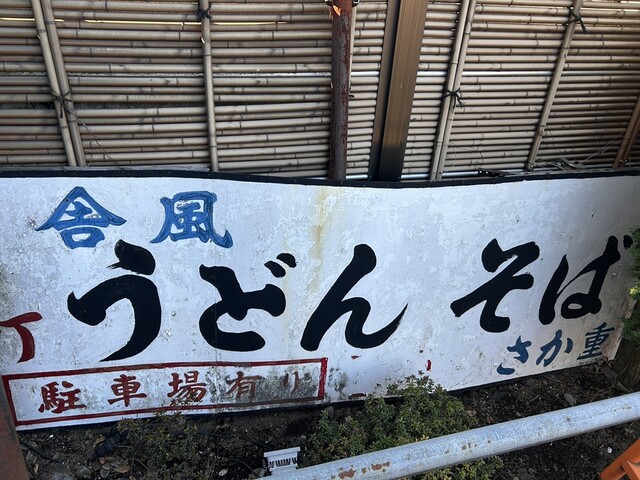 舎風
うどん そば
さか重
駐車場有り